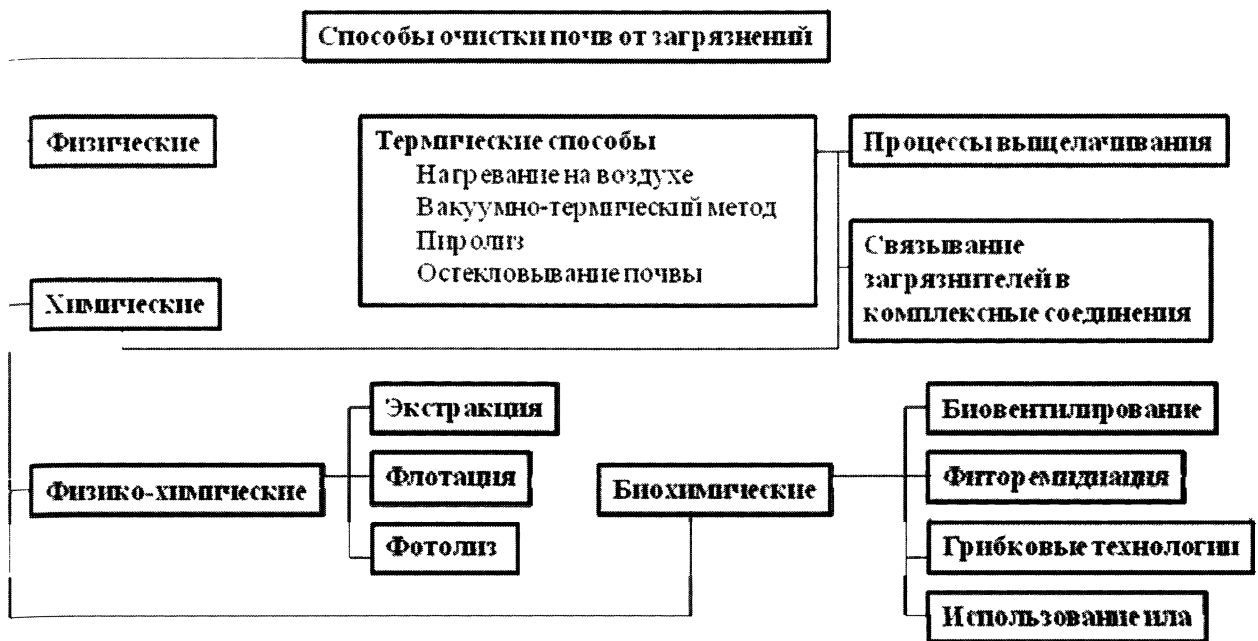 Способы очистки почв от загрязнений
Физические
Термические способы
Нагревание на воздухе
Вакуумно-термический метод
Пиролиз
Остекловывание почвы
Процессы выщелачивания
Связывание
загрязнителей в
комплексные соединения
Химические
Экстракция
Физико-химические
Флотация
Фотолиз
Биохимические
Биовентилирование
Фиторемидиация
Грибковые технологии
Использование ила